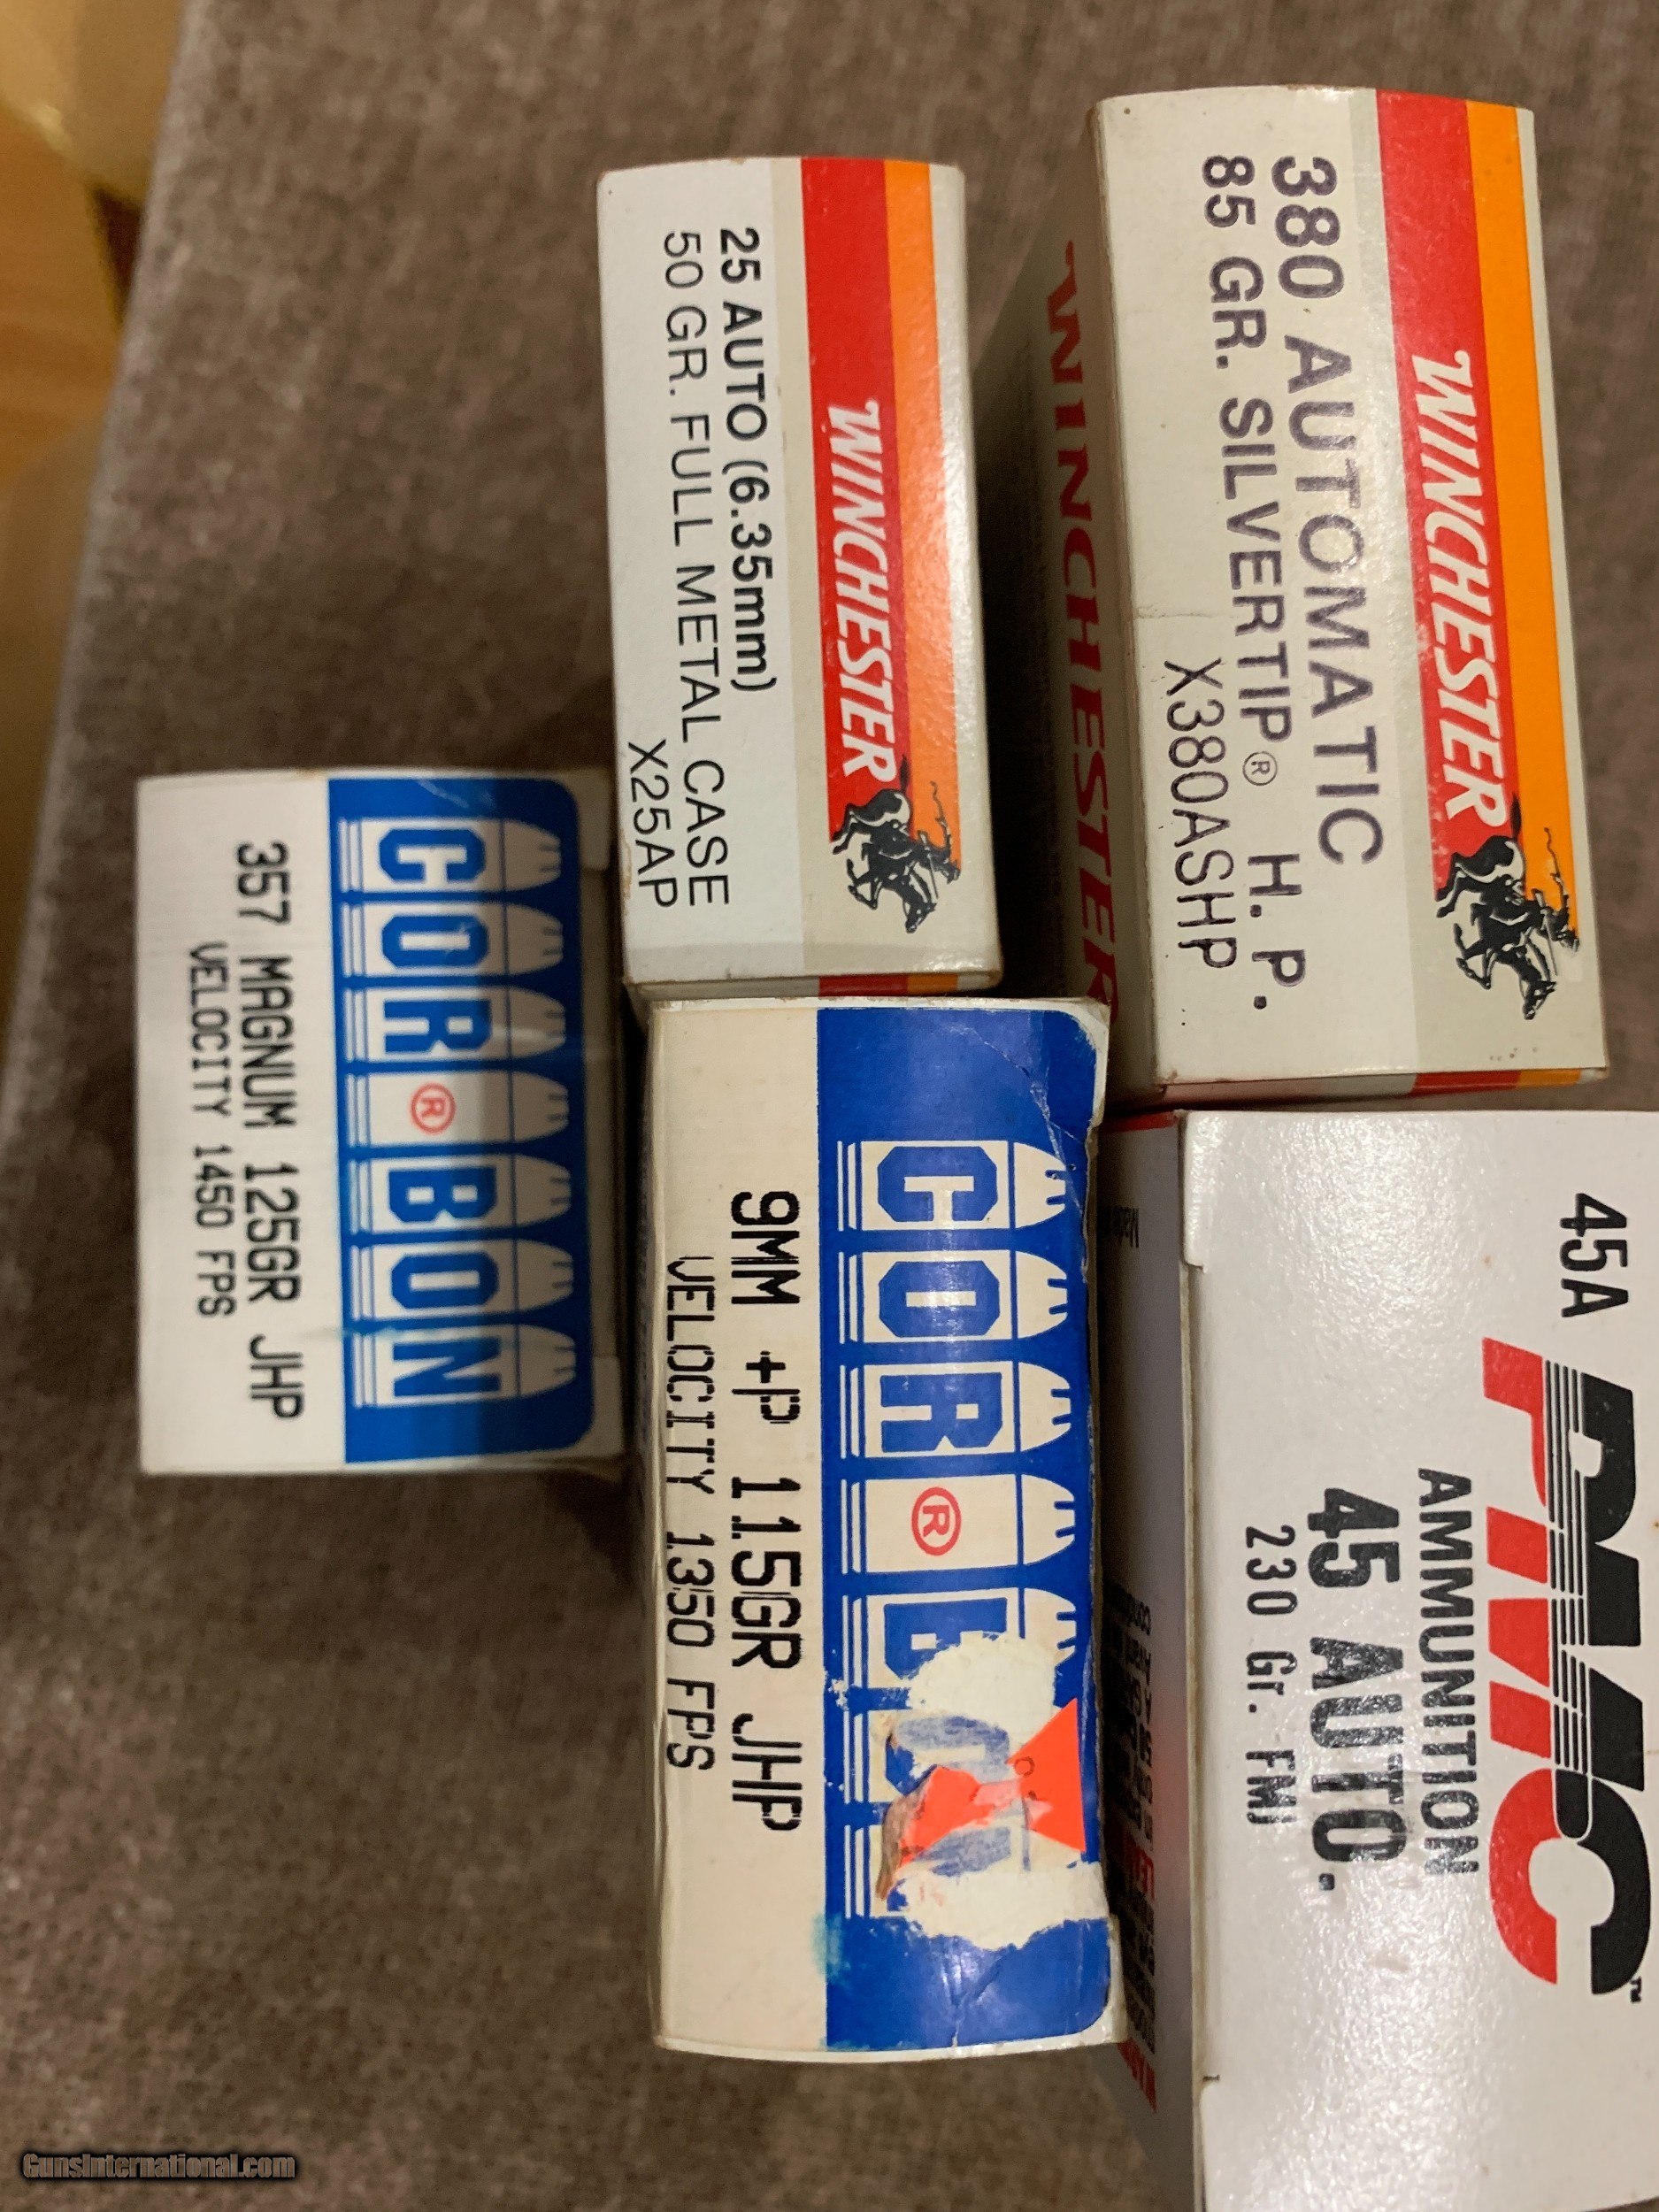 WINCHESTER
380 AUTOMATIC
85 GR. SILVERTIP® H. P.
X380ASHP
WINCHESTER
WINCHESTER
25 AUTO (6.35mm)
50 GR. FULL METAL CASE
X25AP
45A
PMC™
AMMUNITION
45 AUTO.
230 Gr. FMJ
COR®
9MM +P 115GR JHP
VELOCITY 1350 FPS
COR®BON
357 MAGNUM 125GR JHP
VELOCITY 1450 FPS
GunsInternational.com